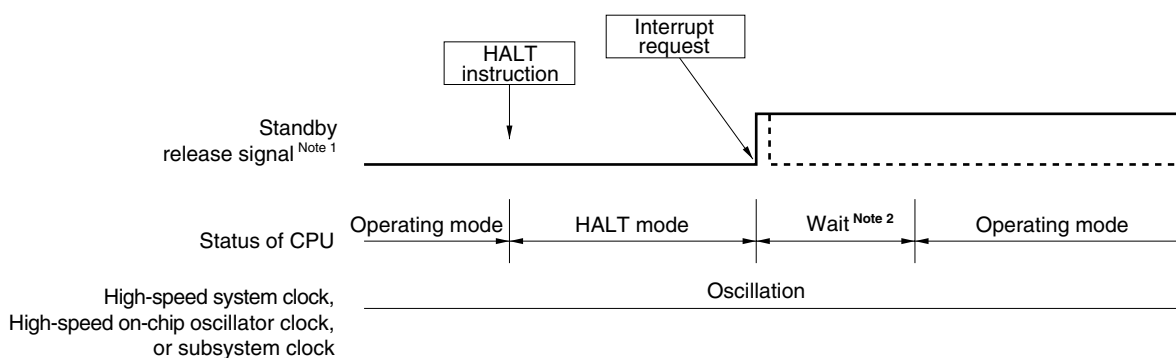 Interrupt
request
HALT
instruction
Standby
release signal Note 1
Status of CPU
Operating mode
HALT mode
Wait Note 2
Operating mode
High-speed system clock,
High-speed on-chip oscillator clock,
or subsystem clock
Oscillation